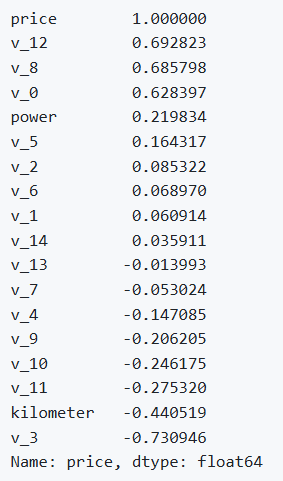 price 1.000000
v_12 0.692823
v_8 0.685798
v_0 0.628397
power 0.219834
v_5 0.164317
v_2 0.085322
v_6 0.068970
v_1 0.060914
v_14 0.035911
v_13 -0.013993
v_7 -0.053024
v_4 -0.147085
v_9 -0.206205
v_10 -0.246175
v_11 -0.275320
kilometer -0.440519
v_3 -0.730946
Name: price, dtype: float64